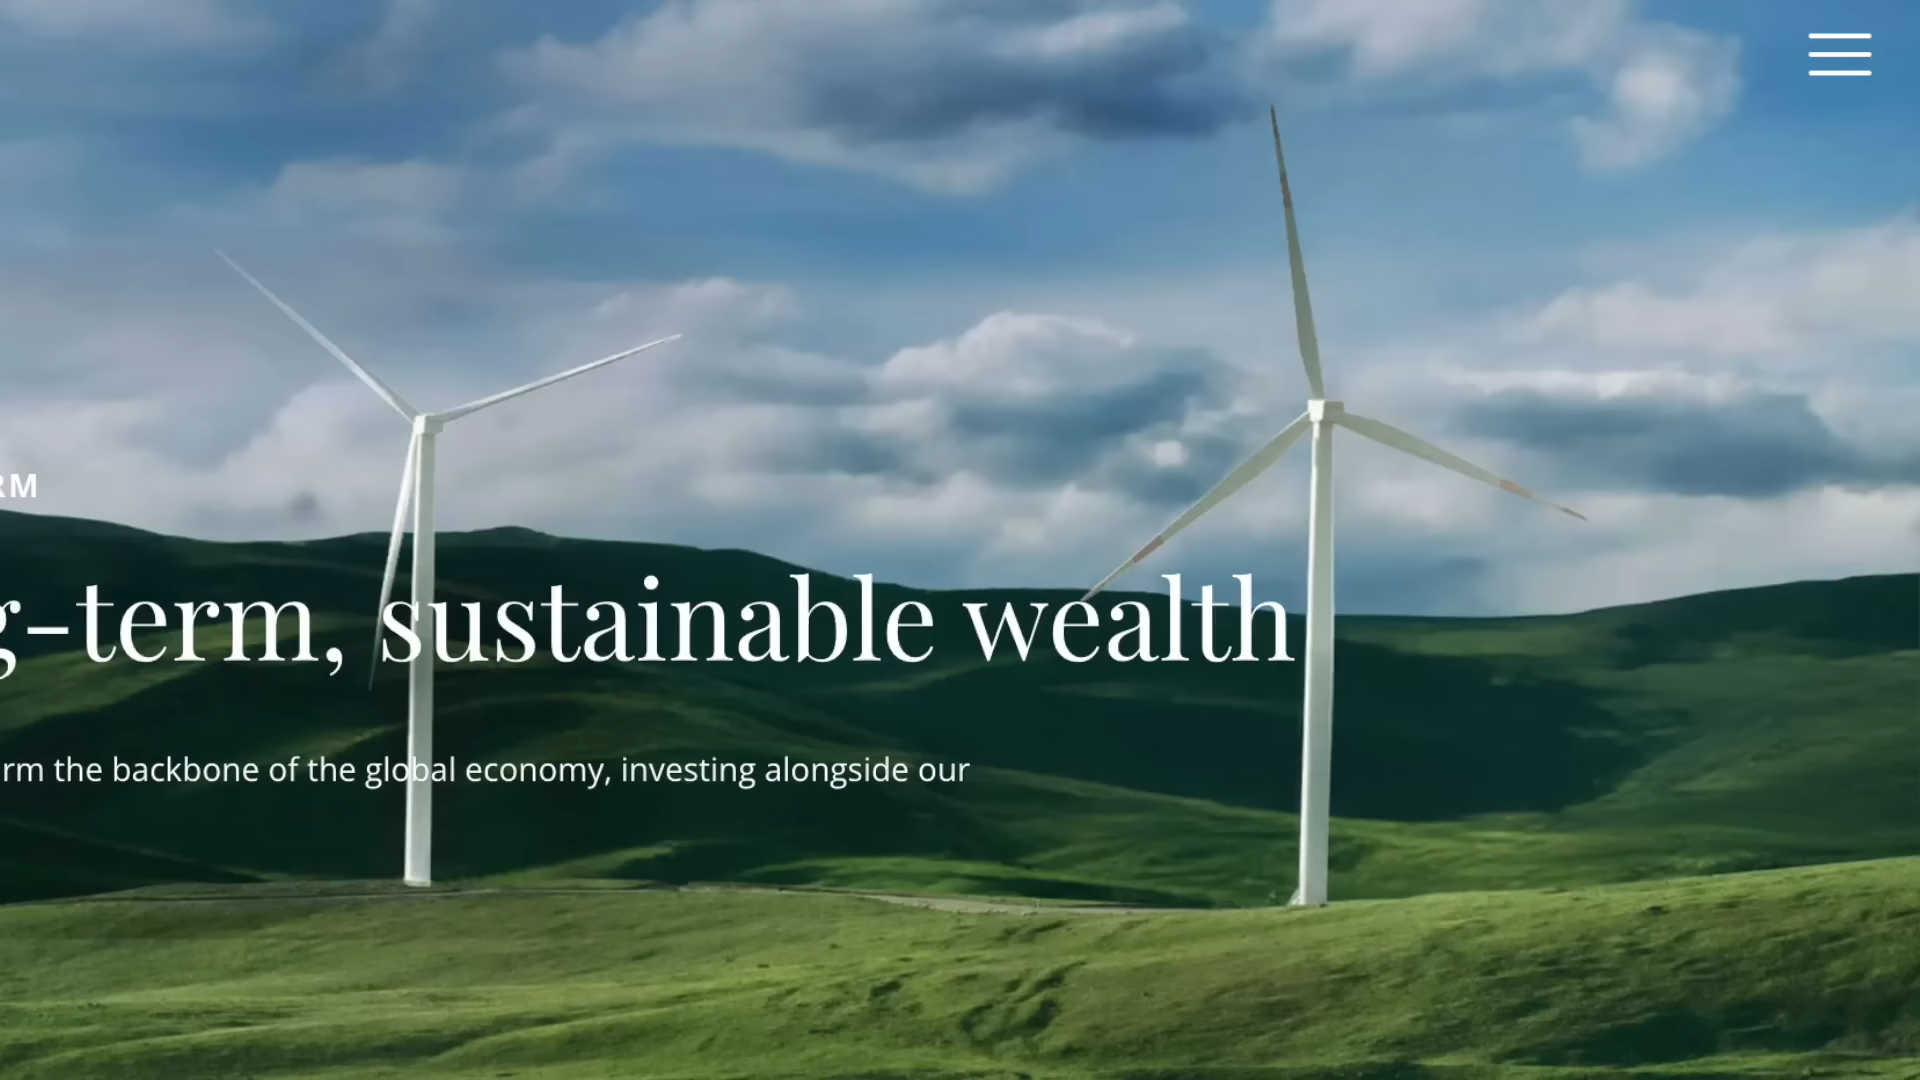 RM
g-term, sustainable wealth
rm the backbone of the global economy, investing alongside our